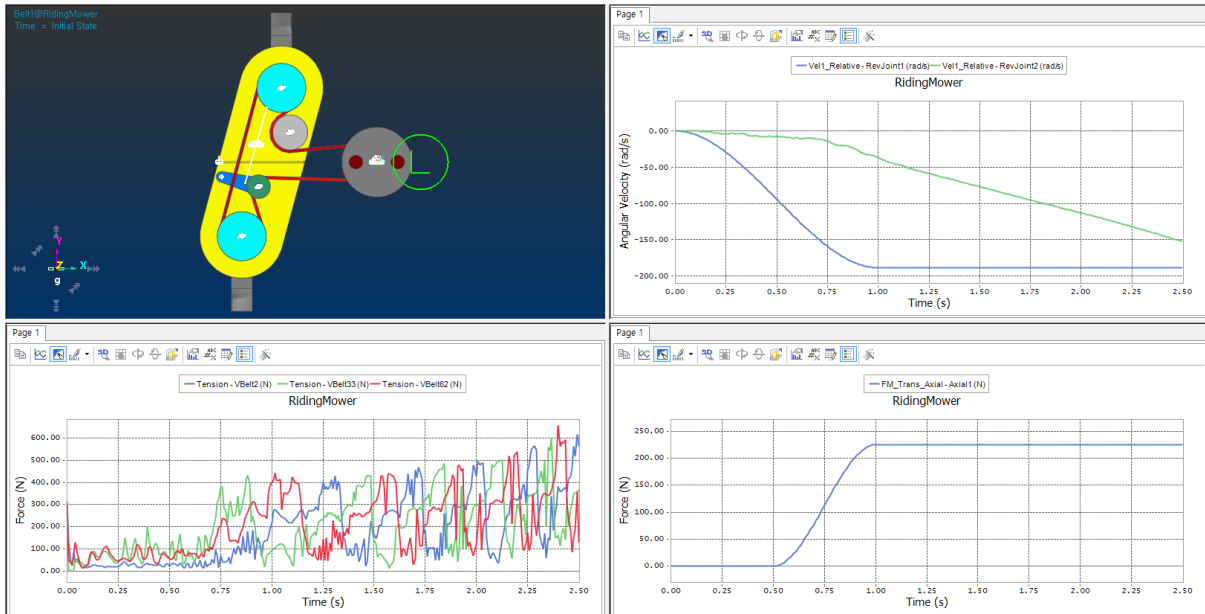 Belt1@RidingMower
Time = Initial State
Y
Z
X
g
Page 1
Vel1_Relative - RevJoint1 (rad/s)
Vel1_Relative - RevJoint2 (rad/s)
RidingMower
Angular Velocity (rad/s)
0.00
-50.00
-100.00
-150.00
-200.00
0.00 0.25 0.50 0.75 1.00 1.25 1.50 1.75 2.00 2.25 2.50
Time (s)
Page 1
Tension - VBelt2 (N)
Tension - VBelt33 (N)
Tension - VBelt62 (N)
RidingMower
Force (N)
600.00
500.00
400.00
300.00
200.00
100.00
0.00
0.00 0.25 0.50 0.75 1.00 1.25 1.50 1.75 2.00 2.25 2.50
Time (s)
Page 1
FM_Trans_Axial - Axial1 (N)
RidingMower
Force (N)
250.00
200.00
150.00
100.00
50.00
0.00
0.00 0.25 0.50 0.75 1.00 1.25 1.50 1.75 2.00 2.25 2.50
Time (s)